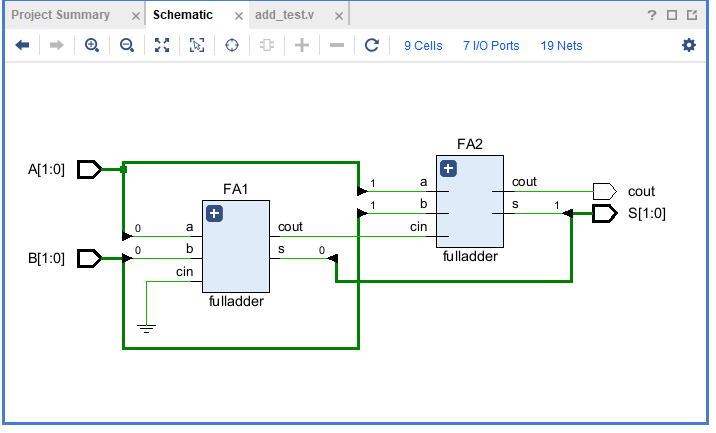 Project Summary × Schematic × add_test.v × ?
9 Cells 7 I/O Ports 19 Nets
FA2
A[1:0]
1 a cout cout
FA1
1 b s 1 S[1:0]
0 a cout cin
B[1:0] 0 b s 0 fulladder
cin
fulladder